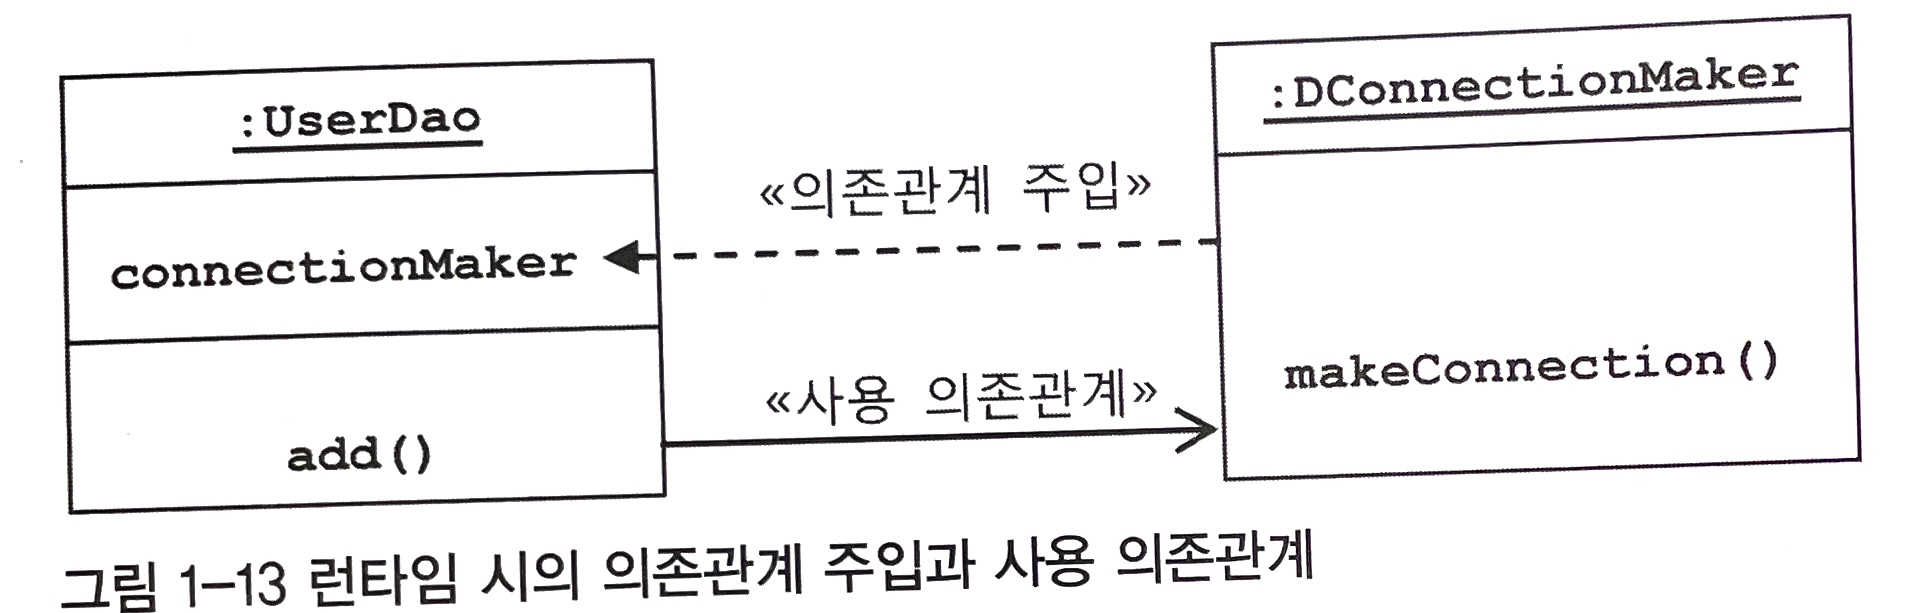 :UserDao
connectionMaker
add()
«의존관계 주입»
«사용 의존관계»
:DConnectionMaker
makeConnection()
그림 1–13 런타임 시의 의존관계 주입과 사용 의존관계